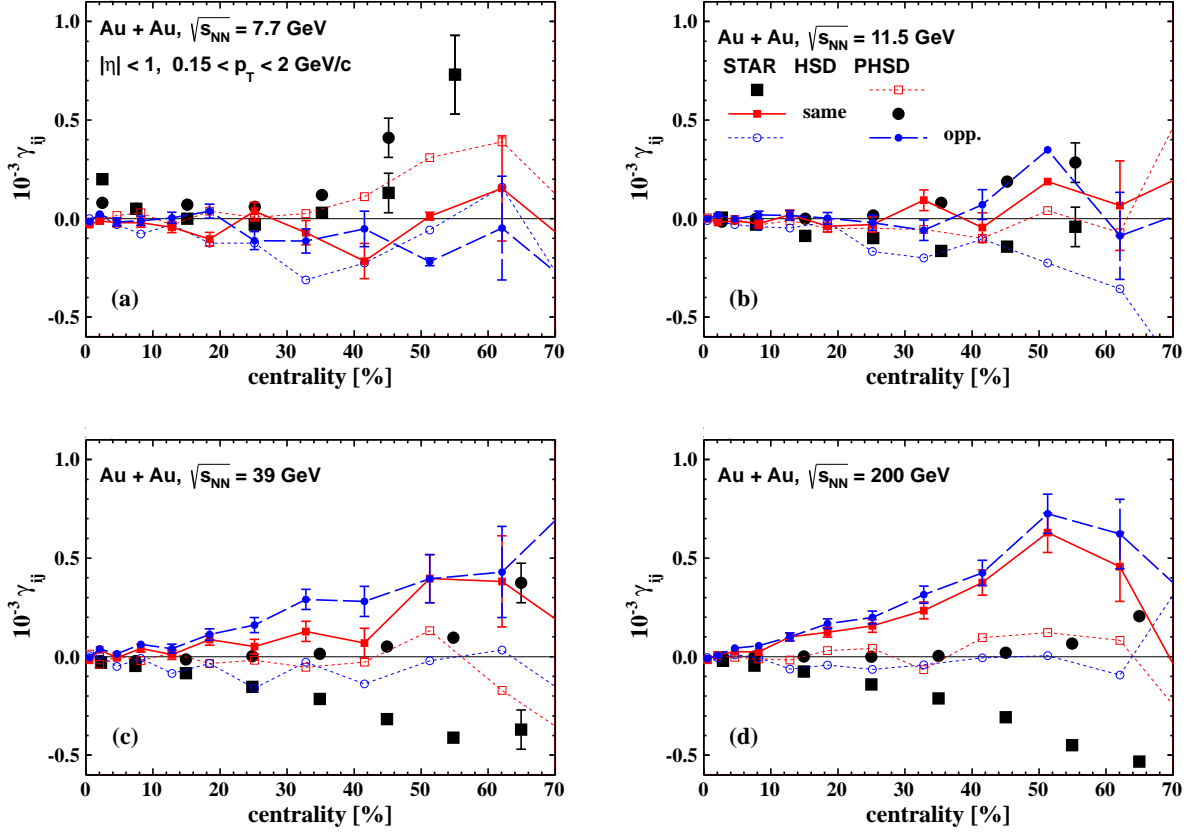 Au + Au, √s_NN = 7.7 GeV
|η| < 1, 0.15 < p_T < 2 GeV/c
1.0
0.5
0.0
-0.5
10^-3 γ_ij
(a)
0 10 20 30 40 50 60 70
centrality [%]
Au + Au, √s_NN = 11.5 GeV
STAR HSD PHSD
same
opp.
1.0
0.5
0.0
-0.5
10^-3 γ_ij
(b)
0 10 20 30 40 50 60 70
centrality [%]
Au + Au, √s_NN = 39 GeV
1.0
0.5
0.0
-0.5
10^-3 γ_ij
(c)
0 10 20 30 40 50 60 70
centrality [%]
Au + Au, √s_NN = 200 GeV
1.0
0.5
0.0
-0.5
10^-3 γ_ij
(d)
0 10 20 30 40 50 60 70
centrality [%]